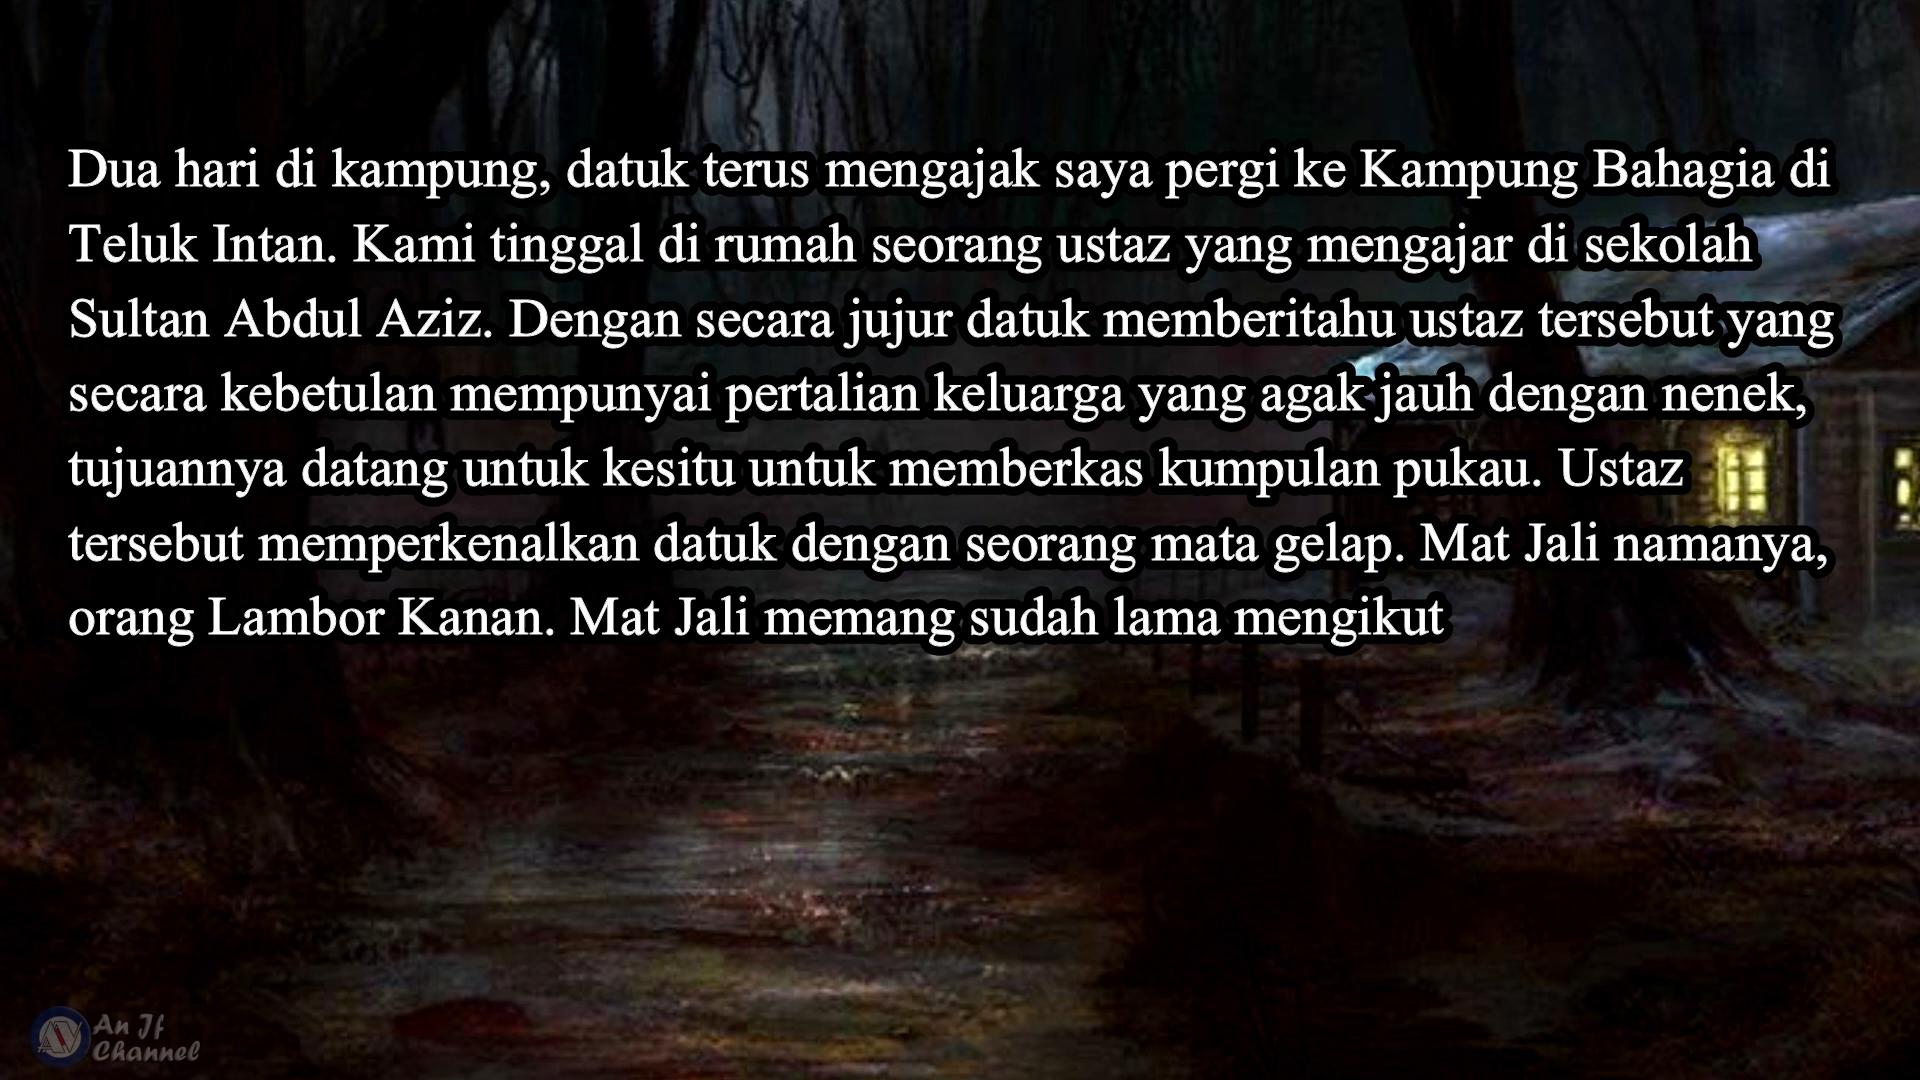 Dua hari di kampung, datuk terus mengajak saya pergi ke Kampung Bahagia di
Teluk Intan. Kami tinggal di rumah seorang ustaz yang mengajar di sekolah
Sultan Abdul Aziz. Dengan secara jujur datuk memberitahu ustaz tersebut yang
secara kebetulan mempunyai pertalian keluarga yang agak jauh dengan nenek,
tujuannya datang untuk kesitu untuk memberkas kumpulan pukau. Ustaz
tersebut memperkenalkan datuk dengan seorang mata gelap. Mat Jali namanya,
orang Lambor Kanan. Mat Jali memang sudah lama mengikut
An If
Channel